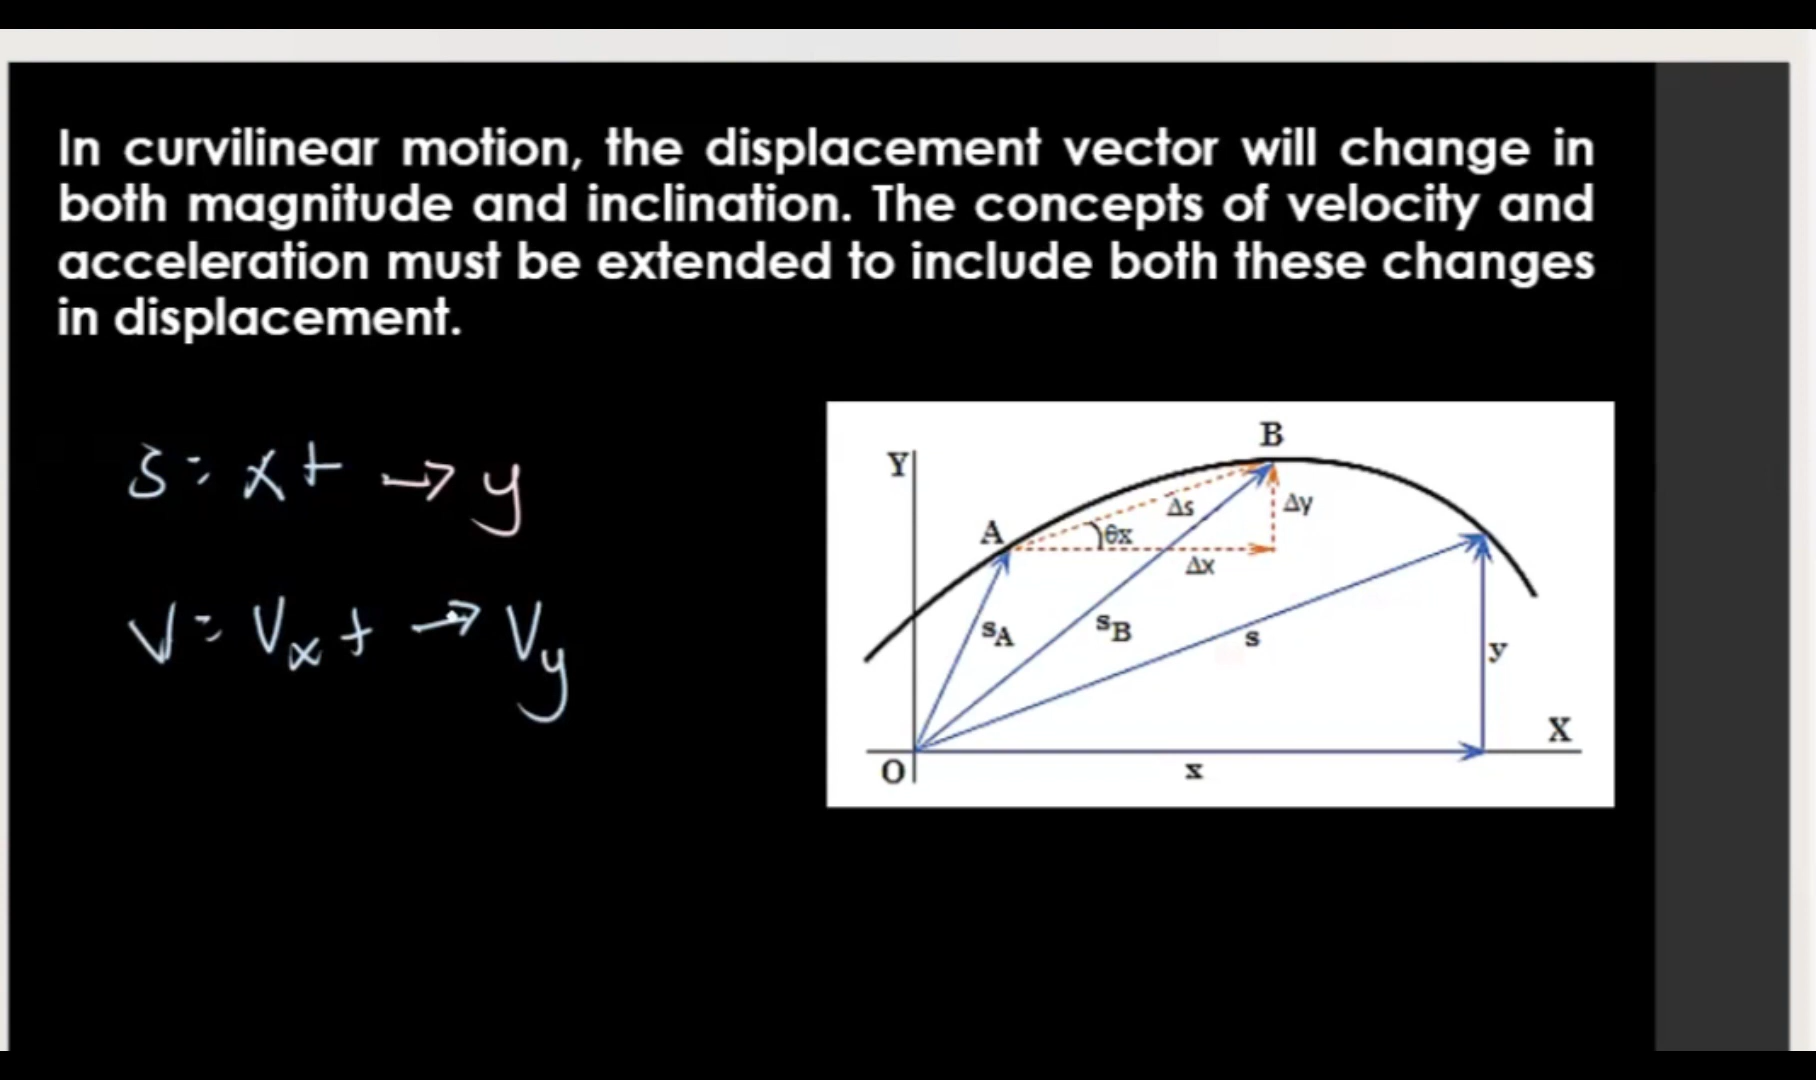 In curvilinear motion, the displacement vector will change in
both magnitude and inclination. The concepts of velocity and
acceleration must be extended to include both these changes
in displacement.
s = x + → y
v = Vx + → Vy
B
Y
A
Δs
Δy
θx
Δx
sA
sB
s
y
X
O
x